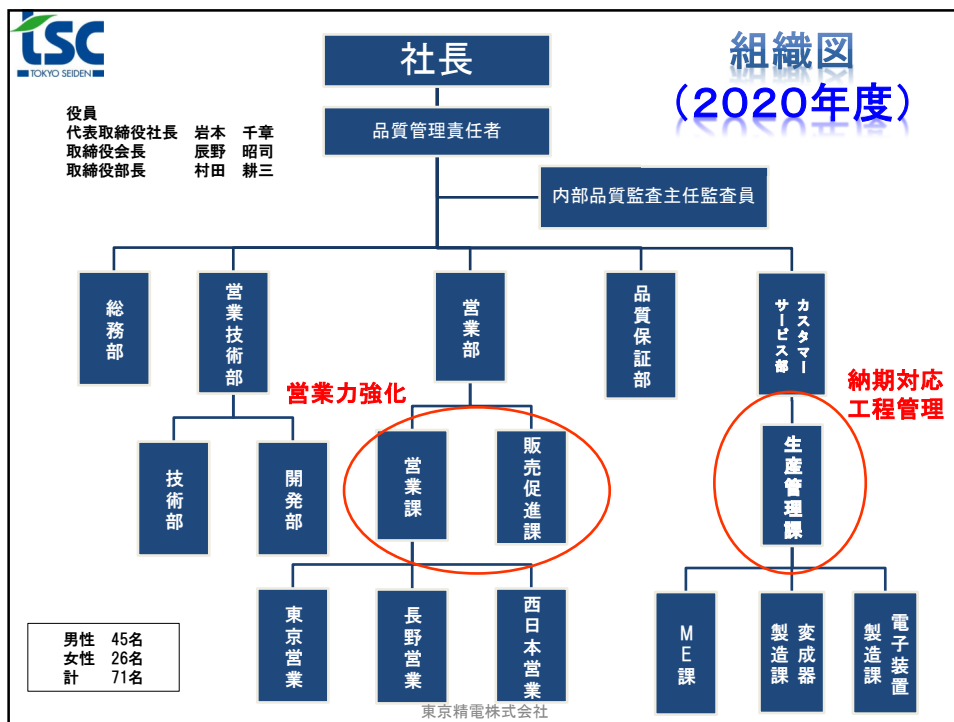 tsc
TOKYO SEIDEN
組織図
（2020年度）
社長
品質管理責任者
内部品質監査主任監査員
役員
代表取締役社長　岩本　千章
取締役会長　辰野　昭司
取締役部長　村田　耕三
総務部
営業技術部
営業部
品質保証部
カスタマー
サービス部
営業力強化
納期対応
工程管理
技術部
開発部
営業課
販売促進課
生産管理課
東京営業
長野営業
西日本営業
ME課
変成器
製造課
電子装置
製造課
男性　45名
女性　26名
計　71名
東京精電株式会社